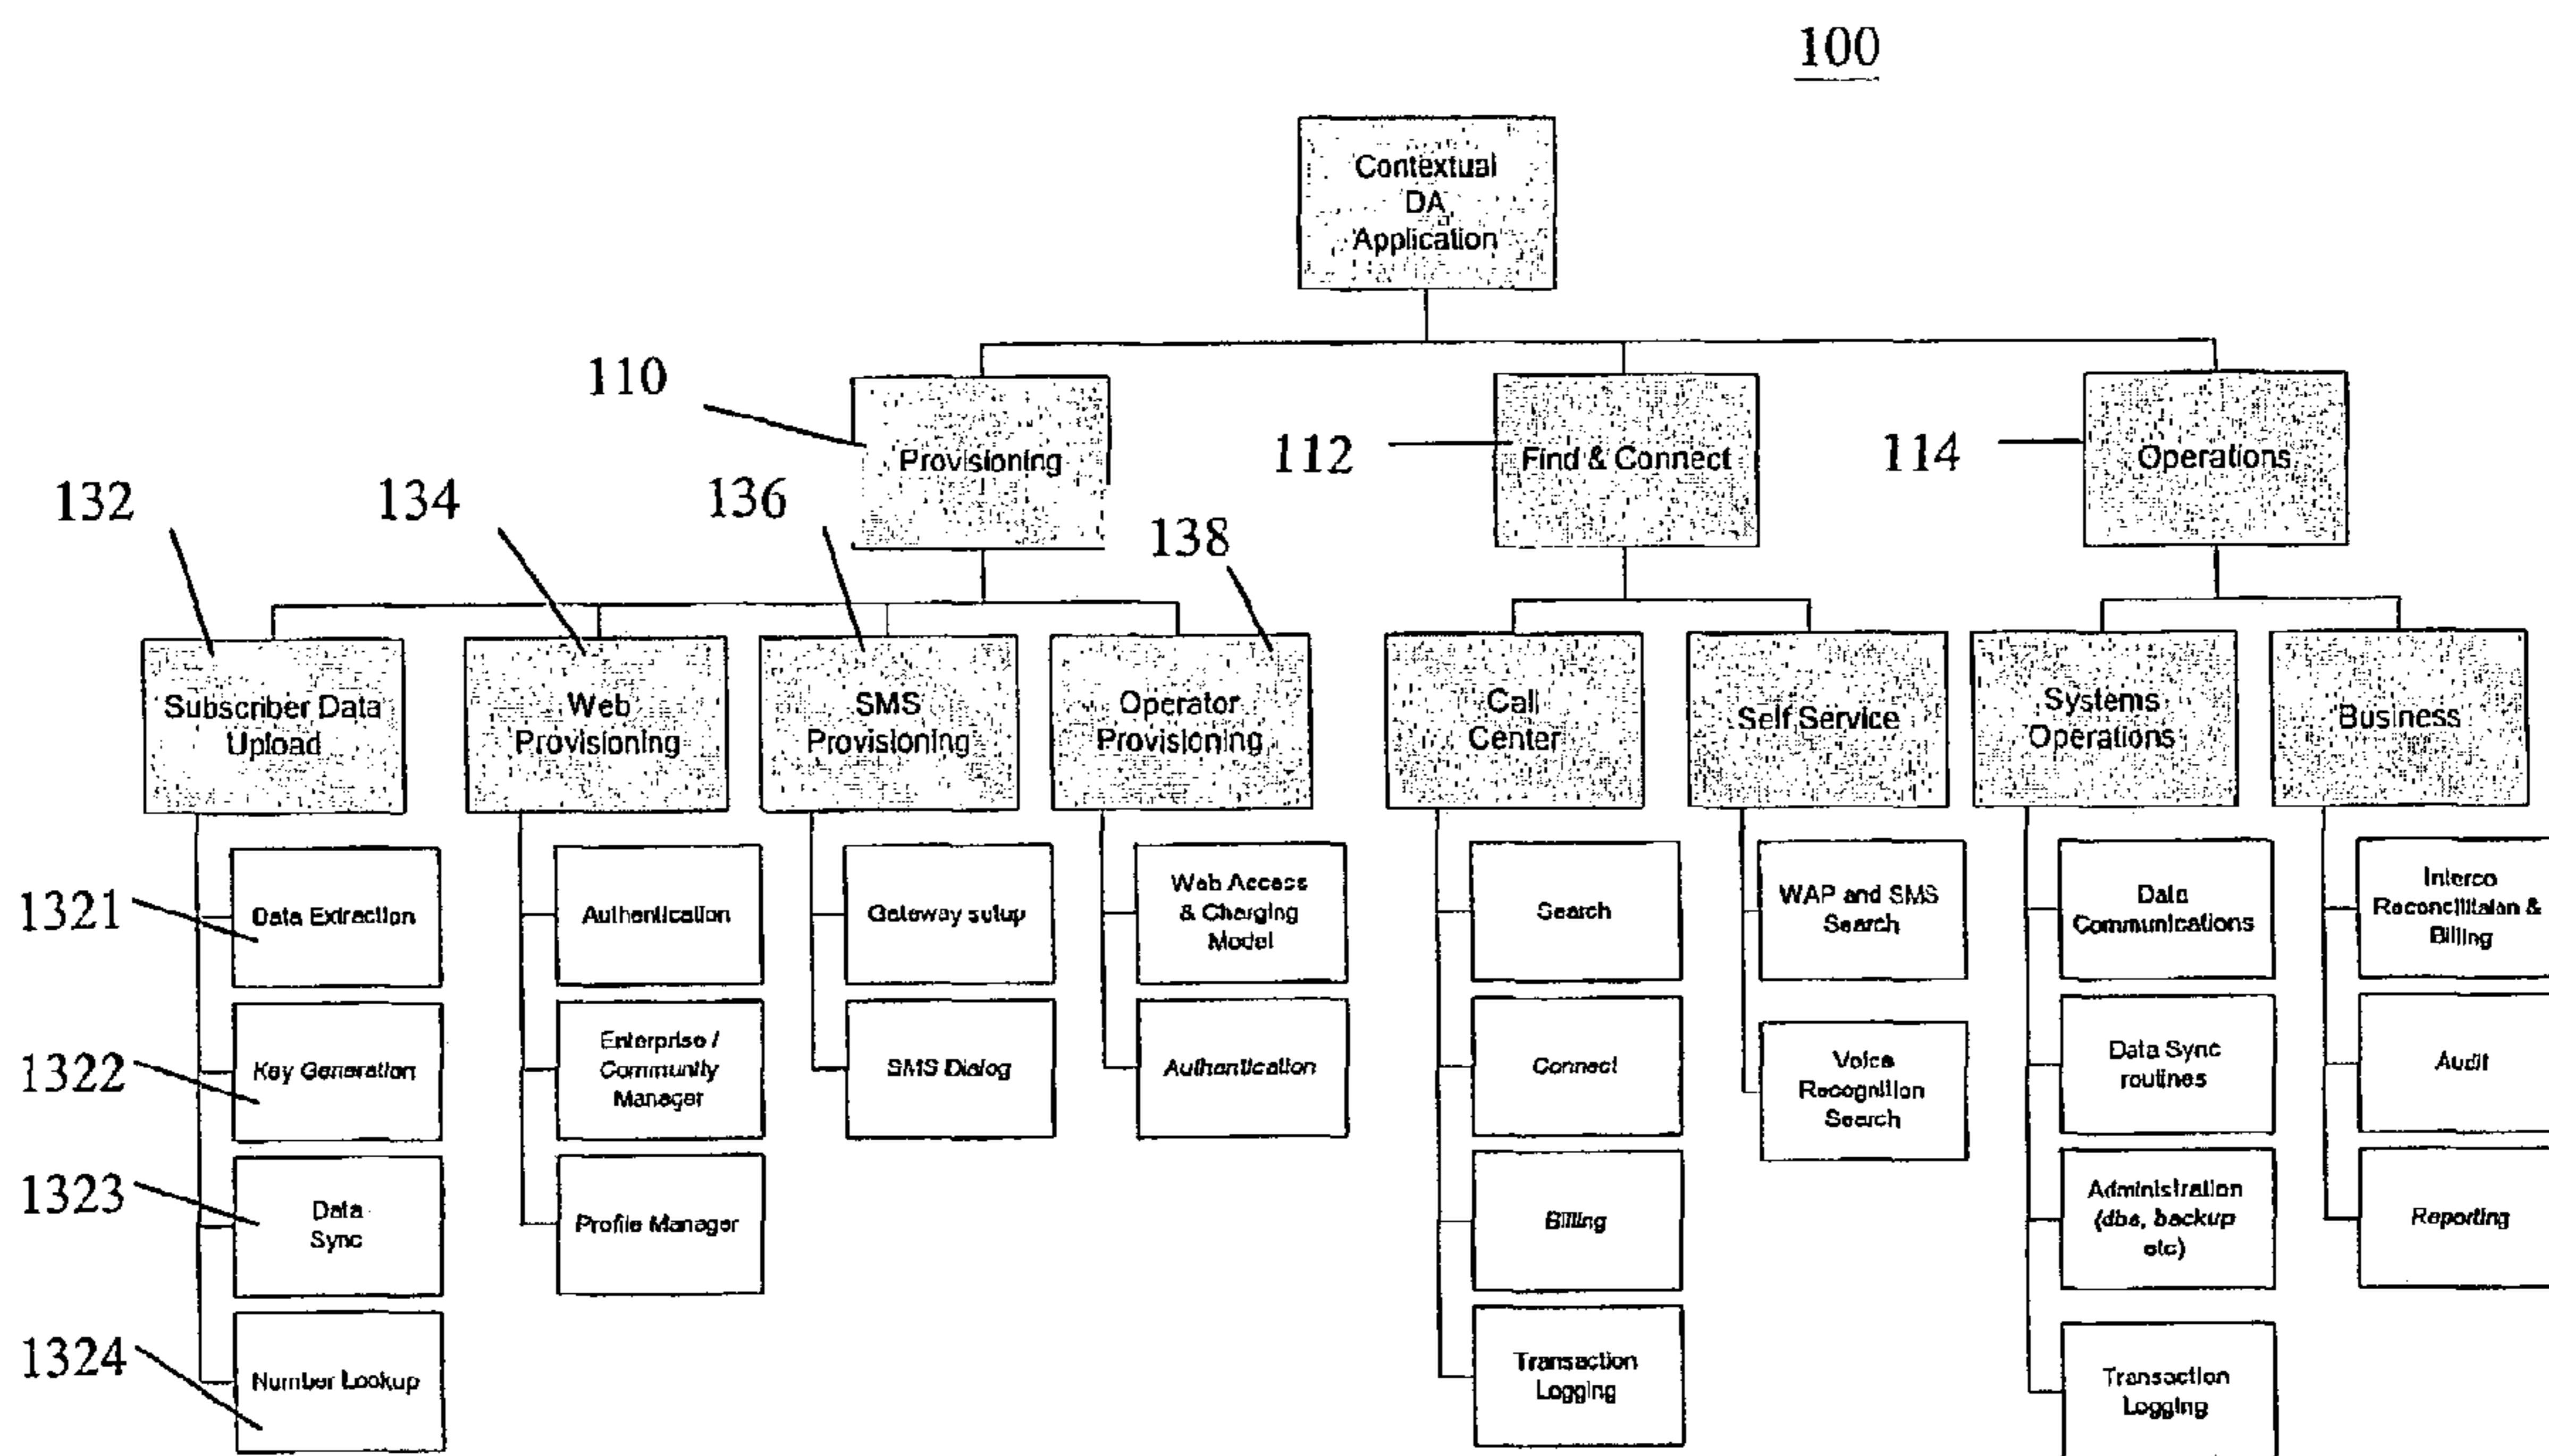 100
Contextual
DA
Application
110
Provisioning
112
Find & Connect
114
Operations
132
134
136
138
Subscriber Data
Upload
Web
Provisioning
SMS
Provisioning
Operator
Provisioning
Call
Center
Self Service
Systems
Operations
Business
1321
Data Extraction
1322
Key Generation
1323
Data
Sync
1324
Number Lookup
Authentication
Enterprise /
Community
Manager
Profile Manager
Gateway setup
SMS Dialog
Web Access
& Charging
Model
Authentication
Search
Connect
Billing
Transaction
Logging
WAP and SMS
Search
Voice
Recognition
Search
Data
Communications
Data Sync
routines
Administration
(dba, backup
etc)
Transaction
Logging
Interco
Reconcilitaion &
Billing
Audit
Reporting